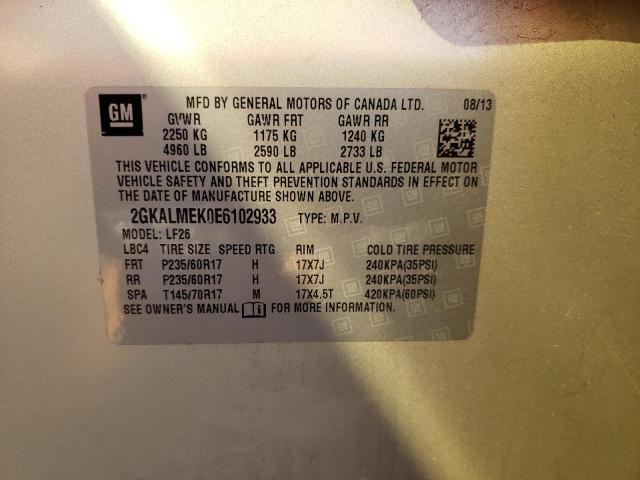 GM ® MFD BY GENERAL MOTORS OF CANADA LTD. 08/13
GVWR GAWR FRT GAWR RR
2250 KG 1175 KG 1240 KG
4960 LB 2590 LB 2733 LB
THIS VEHICLE CONFORMS TO ALL APPLICABLE U.S. FEDERAL MOTOR
VEHICLE SAFETY AND THEFT PREVENTION STANDARDS IN EFFECT ON
THE DATE OF MANUFACTURE SHOWN ABOVE.
2GKALMEK0E6102933 TYPE: M.P.V.
MODEL: LF26
LBC4 TIRE SIZE SPEED RTG RIM COLD TIRE PRESSURE
FRT P235/60R17 H 17X7J 240KPA(35PSI)
RR P235/60R17 H 17X7J 240KPA(35PSI)
SPA T145/70R17 M 17X4.5T 420KPA(60PSI)
SEE OWNER'S MANUAL i FOR MORE INFORMATION.